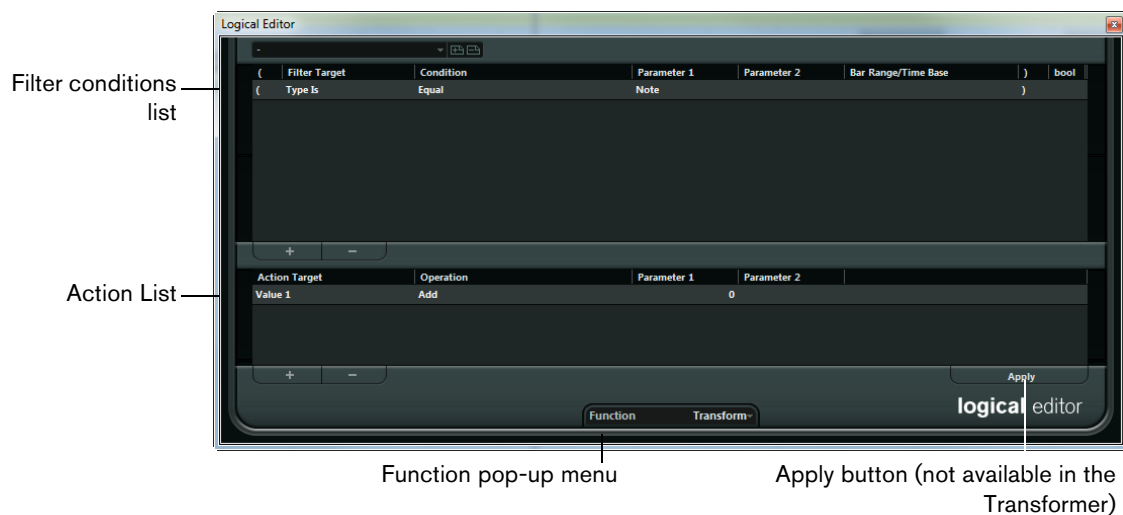 Logical Editor
-
( Filter Target Condition Parameter 1 Parameter 2 Bar Range/Time Base ) bool
( Type Is Equal Note )
Filter conditions
list
+ −
Action Target Operation Parameter 1 Parameter 2
Value 1 Add 0
Action List
+ −
Apply
logical editor
Function Transform
Function pop-up menu
Apply button (not available in the
Transformer)